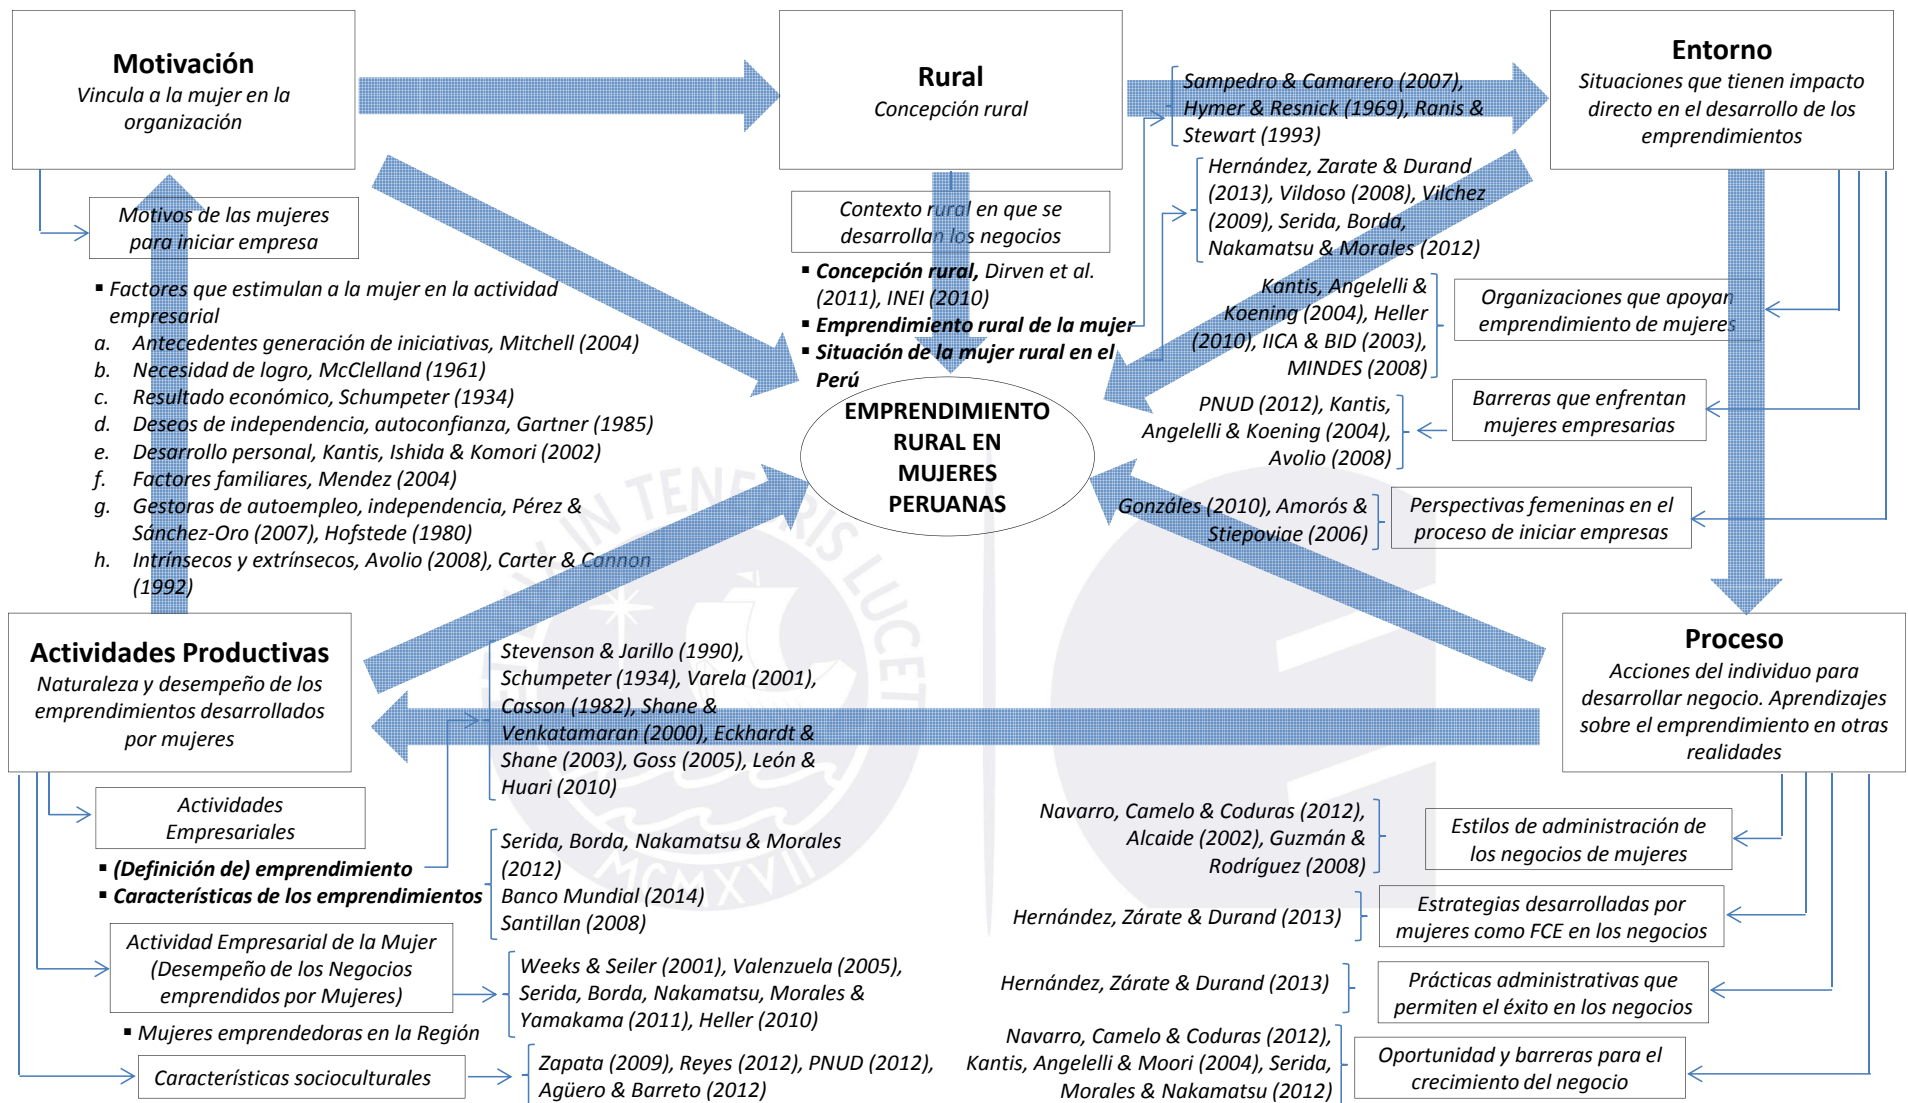 Motivación
Vincula a la mujer en la
organización
Rural
Concepción rural
Entorno
Situaciones que tienen impacto
directo en el desarrollo de los
emprendimientos
Sampedro & Camarero (2007),
Hymer & Resnick (1969), Ranis &
Stewart (1993)
Hernández, Zarate & Durand
(2013), Vildoso (2008), Vilchez
(2009), Serida, Borda,
Nakamatsu & Morales (2012)
Motivos de las mujeres
para iniciar empresa
Contexto rural en que se
desarrollan los negocios
▪ Concepción rural, Dirven et al.
(2011), INEI (2010)
▪ Emprendimiento rural de la mujer
▪ Situación de la mujer rural en el
Perú
▪ Factores que estimulan a la mujer en la actividad
empresarial
a. Antecedentes generación de iniciativas, Mitchell (2004)
b. Necesidad de logro, McClelland (1961)
c. Resultado económico, Schumpeter (1934)
d. Deseos de independencia, autoconfianza, Gartner (1985)
e. Desarrollo personal, Kantis, Ishida & Komori (2002)
f. Factores familiares, Mendez (2004)
g. Gestoras de autoempleo, independencia, Pérez &
Sánchez-Oro (2007), Hofstede (1980)
h. Intrínsecos y extrínsecos, Avolio (2008), Carter & Cannon
(1992)
EMPRENDIMIENTO
RURAL EN
MUJERES
PERUANAS
Kantis, Angelelli &
Koening (2004), Heller
(2010), IICA & BID (2003),
MINDES (2008)
Organizaciones que apoyan
emprendimiento de mujeres
PNUD (2012), Kantis,
Angelelli & Koening (2004),
Avolio (2008)
Barreras que enfrentan
mujeres empresarias
Gonzáles (2010), Amorós &
Stiepoviae (2006)
Perspectivas femeninas en el
proceso de iniciar empresas
Actividades Productivas
Naturaleza y desempeño de los
emprendimientos desarrollados
por mujeres
Stevenson & Jarillo (1990),
Schumpeter (1934), Varela (2001),
Casson (1982), Shane &
Venkatamaran (2000), Eckhardt &
Shane (2003), Goss (2005), León &
Huari (2010)
Proceso
Acciones del individuo para
desarrollar negocio. Aprendizajes
sobre el emprendimiento en otras
realidades
Actividades
Empresariales
▪ (Definición de) emprendimiento
▪ Características de los emprendimientos
Serida, Borda, Nakamatsu & Morales
(2012)
Banco Mundial (2014)
Santillan (2008)
Actividad Empresarial de la Mujer
(Desempeño de los Negocios
emprendidos por Mujeres)
Weeks & Seiler (2001), Valenzuela (2005),
Serida, Borda, Nakamatsu, Morales &
Yamakama (2011), Heller (2010)
▪ Mujeres emprendedoras en la Región
Características socioculturales
Zapata (2009), Reyes (2012), PNUD (2012),
Agüero & Barreto (2012)
Navarro, Camelo & Coduras (2012),
Alcaide (2002), Guzmán &
Rodríguez (2008)
Estilos de administración de
los negocios de mujeres
Hernández, Zárate & Durand (2013)
Estrategias desarrolladas por
mujeres como FCE en los negocios
Hernández, Zárate & Durand (2013)
Prácticas administrativas que
permiten el éxito en los negocios
Navarro, Camelo & Coduras (2012),
Kantis, Angelelli & Moori (2004), Serida,
Morales & Nakamatsu (2012)
Oportunidad y barreras para el
crecimiento del negocio
IN TENEBRIS LUCET
MCMXVII